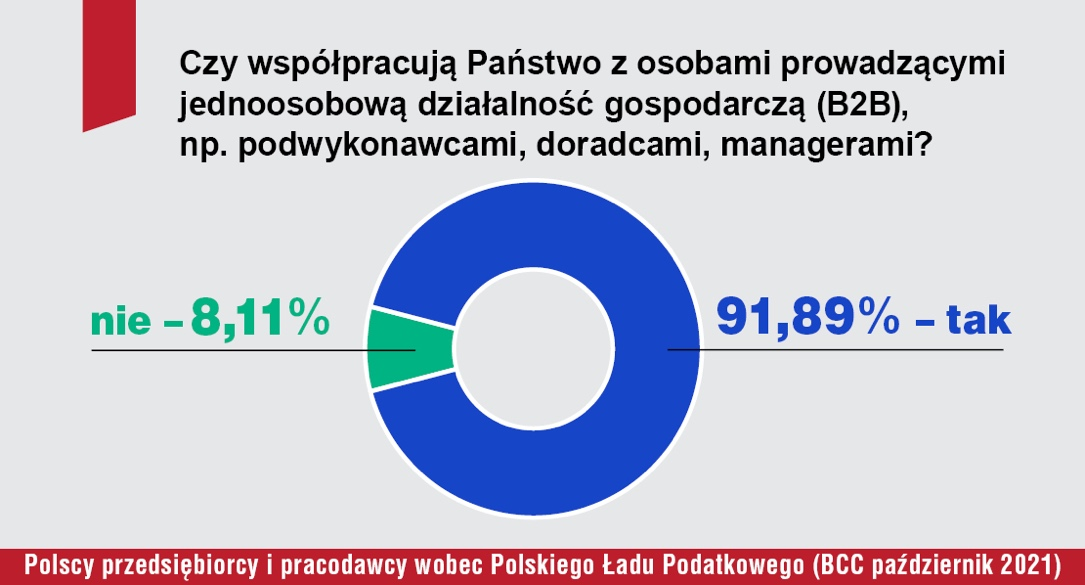 Czy współpracują Państwo z osobami prowadzącymi
jednoosobową działalność gospodarczą (B2B),
np. podwykonawcami, doradcami, managerami?
nie – 8,11%
91,89% – tak
Polscy przedsiębiorcy i pracodawcy wobec Polskiego Ładu Podatkowego (BCC październik 2021)